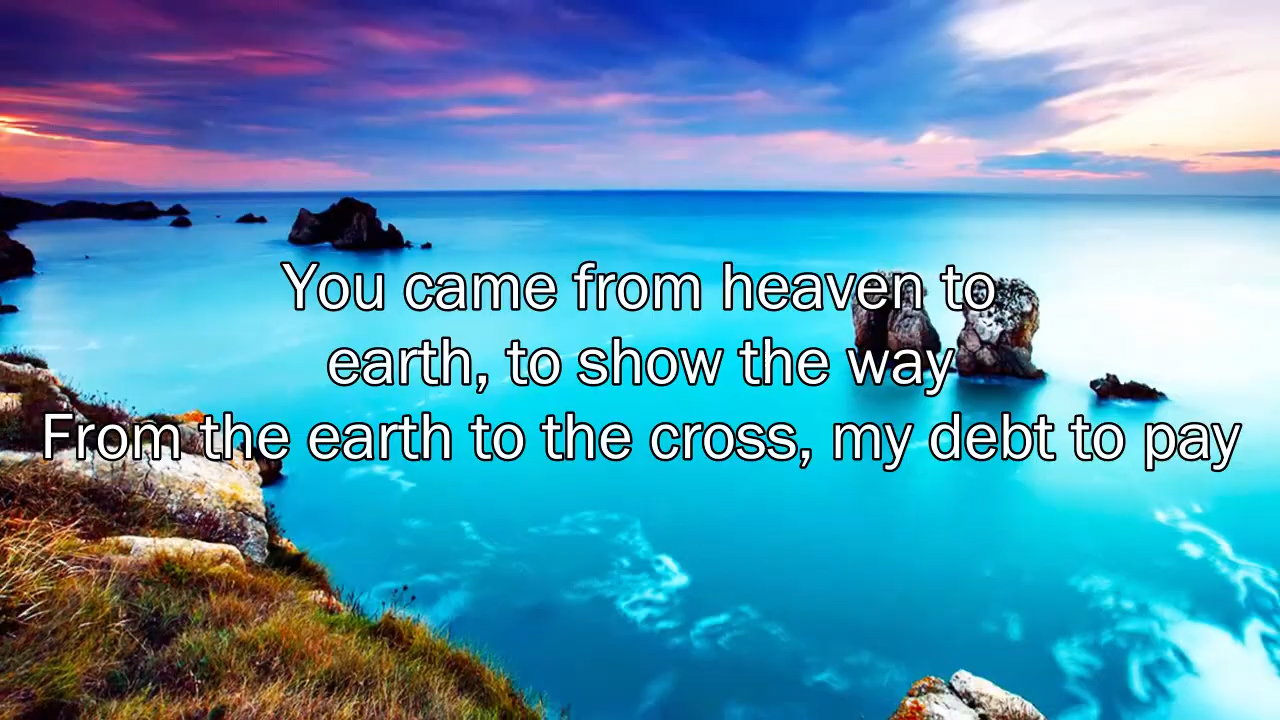 You came from heaven to
earth, to show the way
From the earth to the cross, my debt to pay